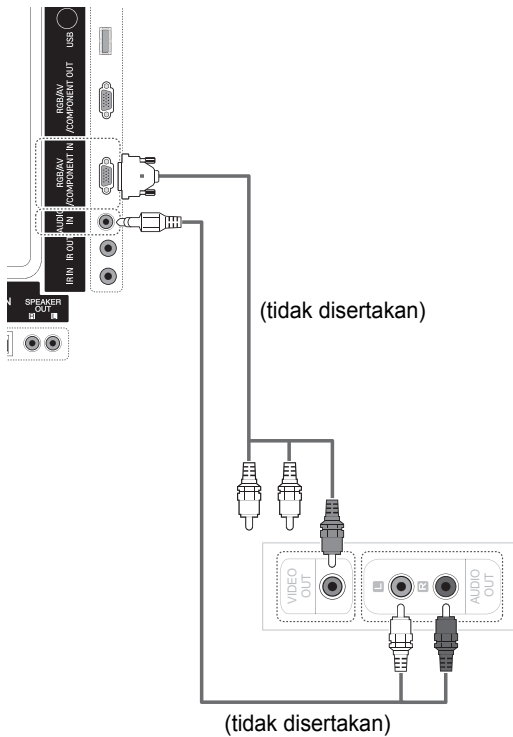 USB
RGB/AV
/COMPONENT OUT
RGB/AV
/COMPONENT IN
AUDIO
IN
IR OUT
IR IN
N
SPEAKER
OUT
R L
(tidak disertakan)
VIDEO
OUT
L R
AUDIO
OUT
(tidak disertakan)